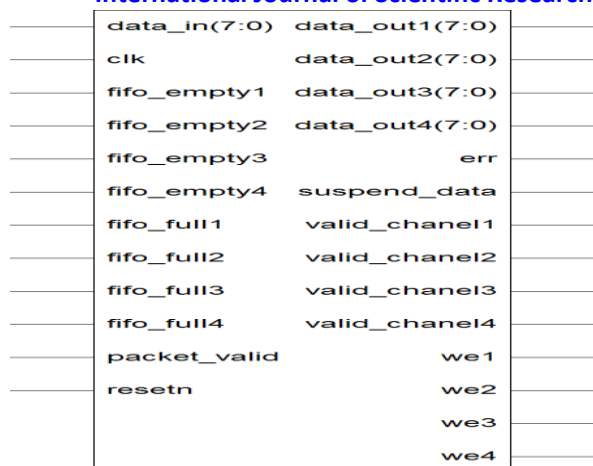 International Journal of Scientific Research
data_in(7:0) data_out1(7:0)
clk data_out2(7:0)
fifo_empty1 data_out3(7:0)
fifo_empty2 data_out4(7:0)
fifo_empty3 err
fifo_empty4 suspend_data
fifo_full1 valid_chanel1
fifo_full2 valid_chanel2
fifo_full3 valid_chanel3
fifo_full4 valid_chanel4
packet_valid we1
resetn we2
we3
we4